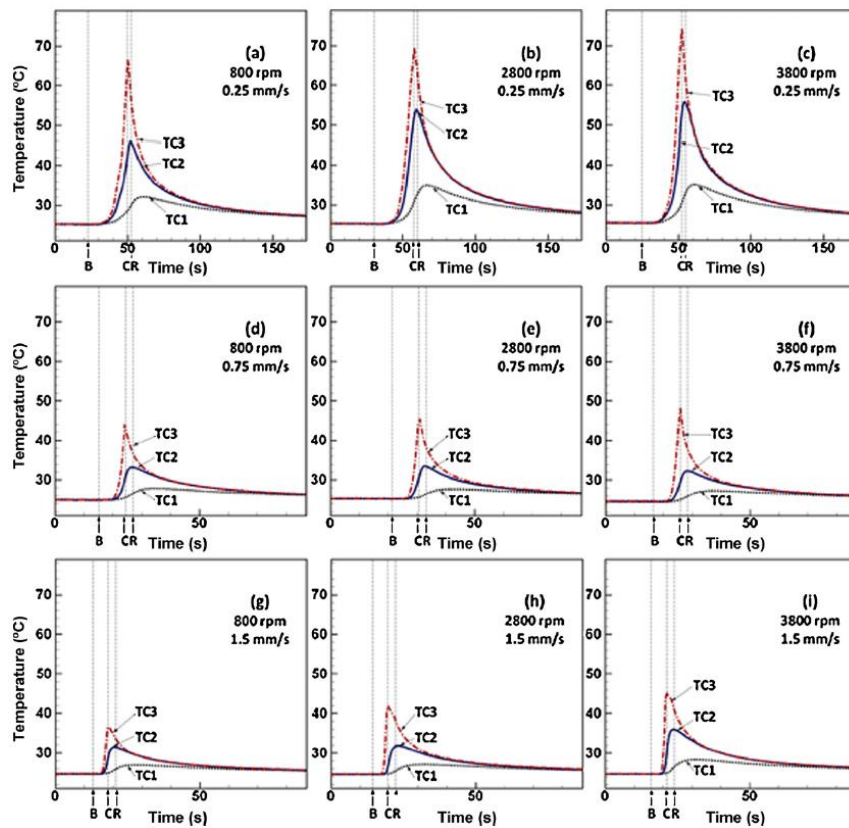 Temperature (°C)
70
60
50
40
30
(a)
800 rpm
0.25 mm/s
TC3
TC2
TC1
0 50 100 150
B CR Time (s)
(b)
2800 rpm
0.25 mm/s
TC3
TC2
TC1
0 50 100 150
B CR Time (s)
(c)
3800 rpm
0.25 mm/s
TC3
TC2
TC1
0 50 100 150
B CR Time (s)
Temperature (°C)
70
60
50
40
30
(d)
800 rpm
0.75 mm/s
TC3
TC2
TC1
0 50
B CR Time (s)
(e)
2800 rpm
0.75 mm/s
TC3
TC2
TC1
0 50
B CR Time (s)
(f)
3800 rpm
0.75 mm/s
TC3
TC2
TC1
0 50
B CR Time (s)
Temperature (°C)
70
60
50
40
30
(g)
800 rpm
1.5 mm/s
TC3
TC2
TC1
0 50
B CR Time (s)
(h)
2800 rpm
1.5 mm/s
TC3
TC2
TC1
0 50
B CR Time (s)
(i)
3800 rpm
1.5 mm/s
TC3
TC2
TC1
0 50
B CR Time (s)